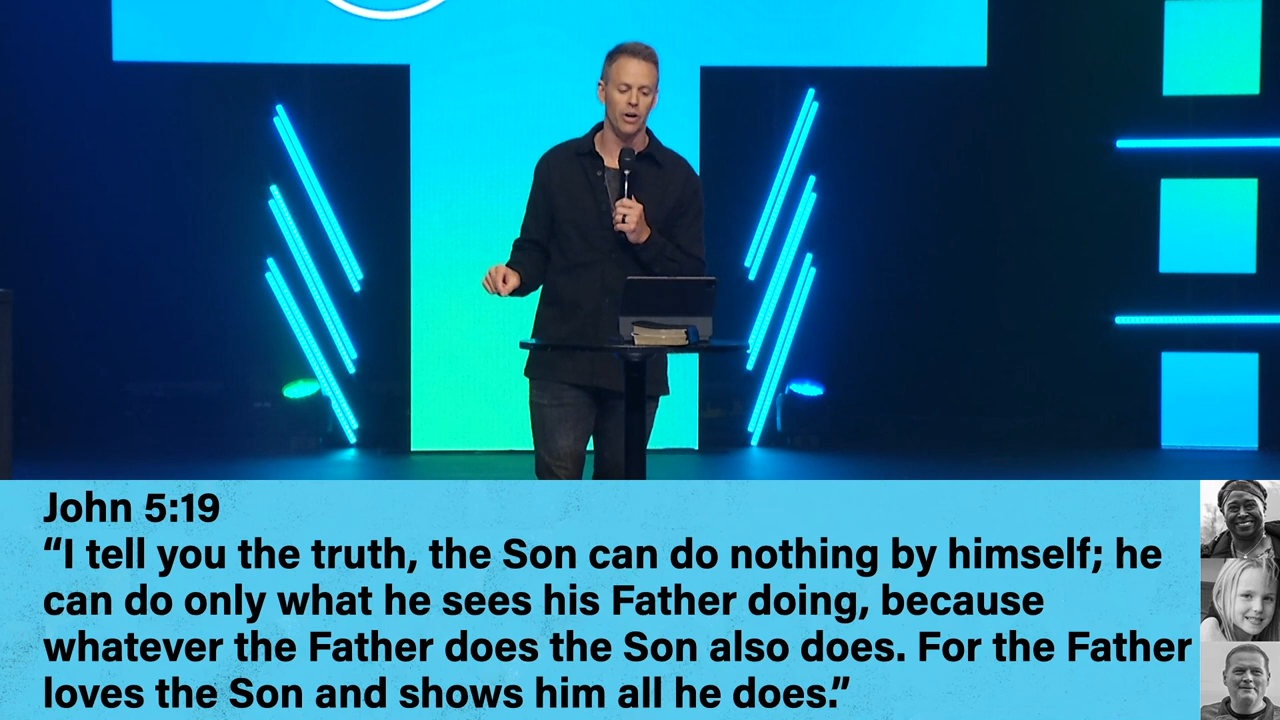 John 5:19
“I tell you the truth, the Son can do nothing by himself; he
can do only what he sees his Father doing, because
whatever the Father does the Son also does. For the Father
loves the Son and shows him all he does.”